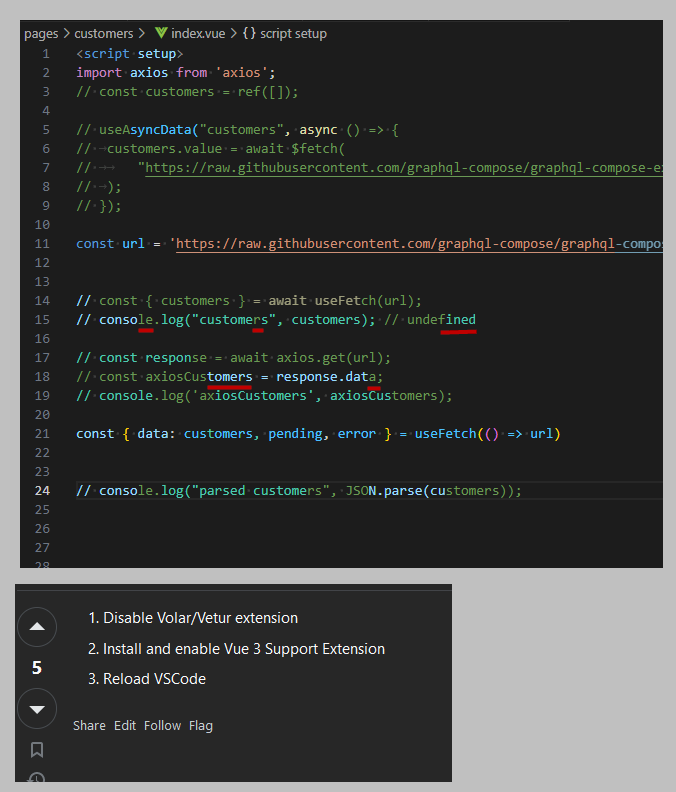 pages > customers > index.vue > {} script setup
1 <script setup>
2 import axios from 'axios';
3 // const customers = ref([]);
4
5 // useAsyncData("customers", async () => {
6 // →customers.value = await $fetch(
7 // →→ "https://raw.githubusercontent.com/graphql-compose/graphql-compose-e
8 // →);
9 // });
10
11 const url = 'https://raw.githubusercontent.com/graphql-compose/graphql-compo
12
13
14 // const { customers } = await useFetch(url);
15 // console.log("customers", customers); // undefined
16
17 // const response = await axios.get(url);
18 // const axiosCustomers = response.data;
19 // console.log('axiosCustomers', axiosCustomers);
20
21 const { data: customers, pending, error } = useFetch(() => url)
22
23
24 // console.log("parsed customers", JSON.parse(customers));
25
26
27
28
1. Disable Volar/Vetur extension
2. Install and enable Vue 3 Support Extension
5
3. Reload VSCode
Share Edit Follow Flag